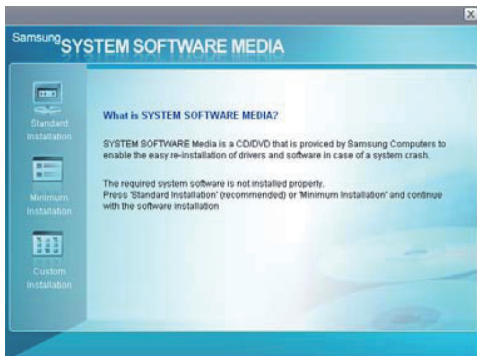 X
Samsung SYSTEM SOFTWARE MEDIA
Standard
Installation
Minimum
Installation
Custom
Installation
What is SYSTEM SOFTWARE MEDIA?
SYSTEM SOFTWARE Media is a CD/DVD that is proviced by Samsung Computers to
enable the easy re-installation of drivers and software in case of a system crash.
The required system software is not installed properly.
Press 'Standard Installation' (recommended) or 'Minimum Installation' and continue
with the software installation